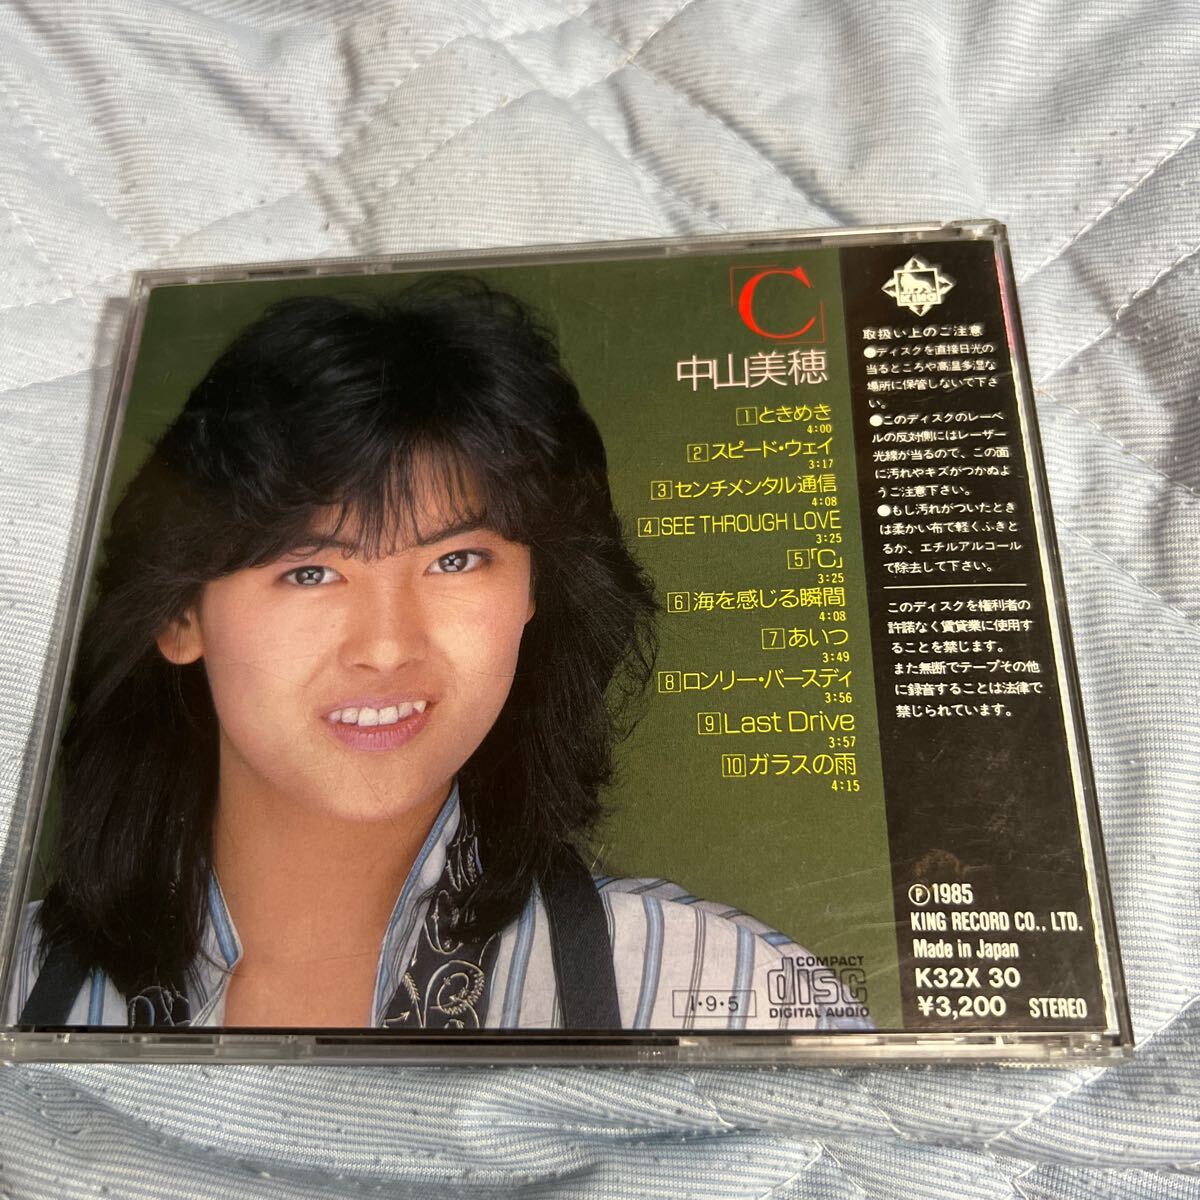 「C」
中山美穂
1 ときめき
4:00
2 スピード・ウェイ
3:17
3 センチメンタル通信
4:08
4 SEE THROUGH LOVE
3:25
5 「C」
3:25
6 海を感じる瞬間
4:08
7 あいつ
3:49
8 ロンリー・バースディ
3:56
9 Last Drive
3:57
10 ガラスの雨
4:15
1・9・5
COMPACT
disc
DIGITAL AUDIO
KING
取扱い上のご注意
●ディスクを直接日光の
当るところや高温多湿な
場所に保管しないで下さ
い。
●このディスクのレーベ
ルの反対側にはレーザー
光線が当るので、この面
に汚れやキズがつかぬよ
うご注意下さい。
●もし汚れがついたとき
は柔かい布で軽くふきと
るか、エチルアルコール
で除去して下さい。
このディスクを権利者の
許諾なく賃貸業に使用す
ることを禁じます。
また無断でテープその他
に録音することは法律で
禁じられています。
Ⓟ1985
KING RECORD CO., LTD.
Made in Japan
K32X 30
¥3,200 STEREO